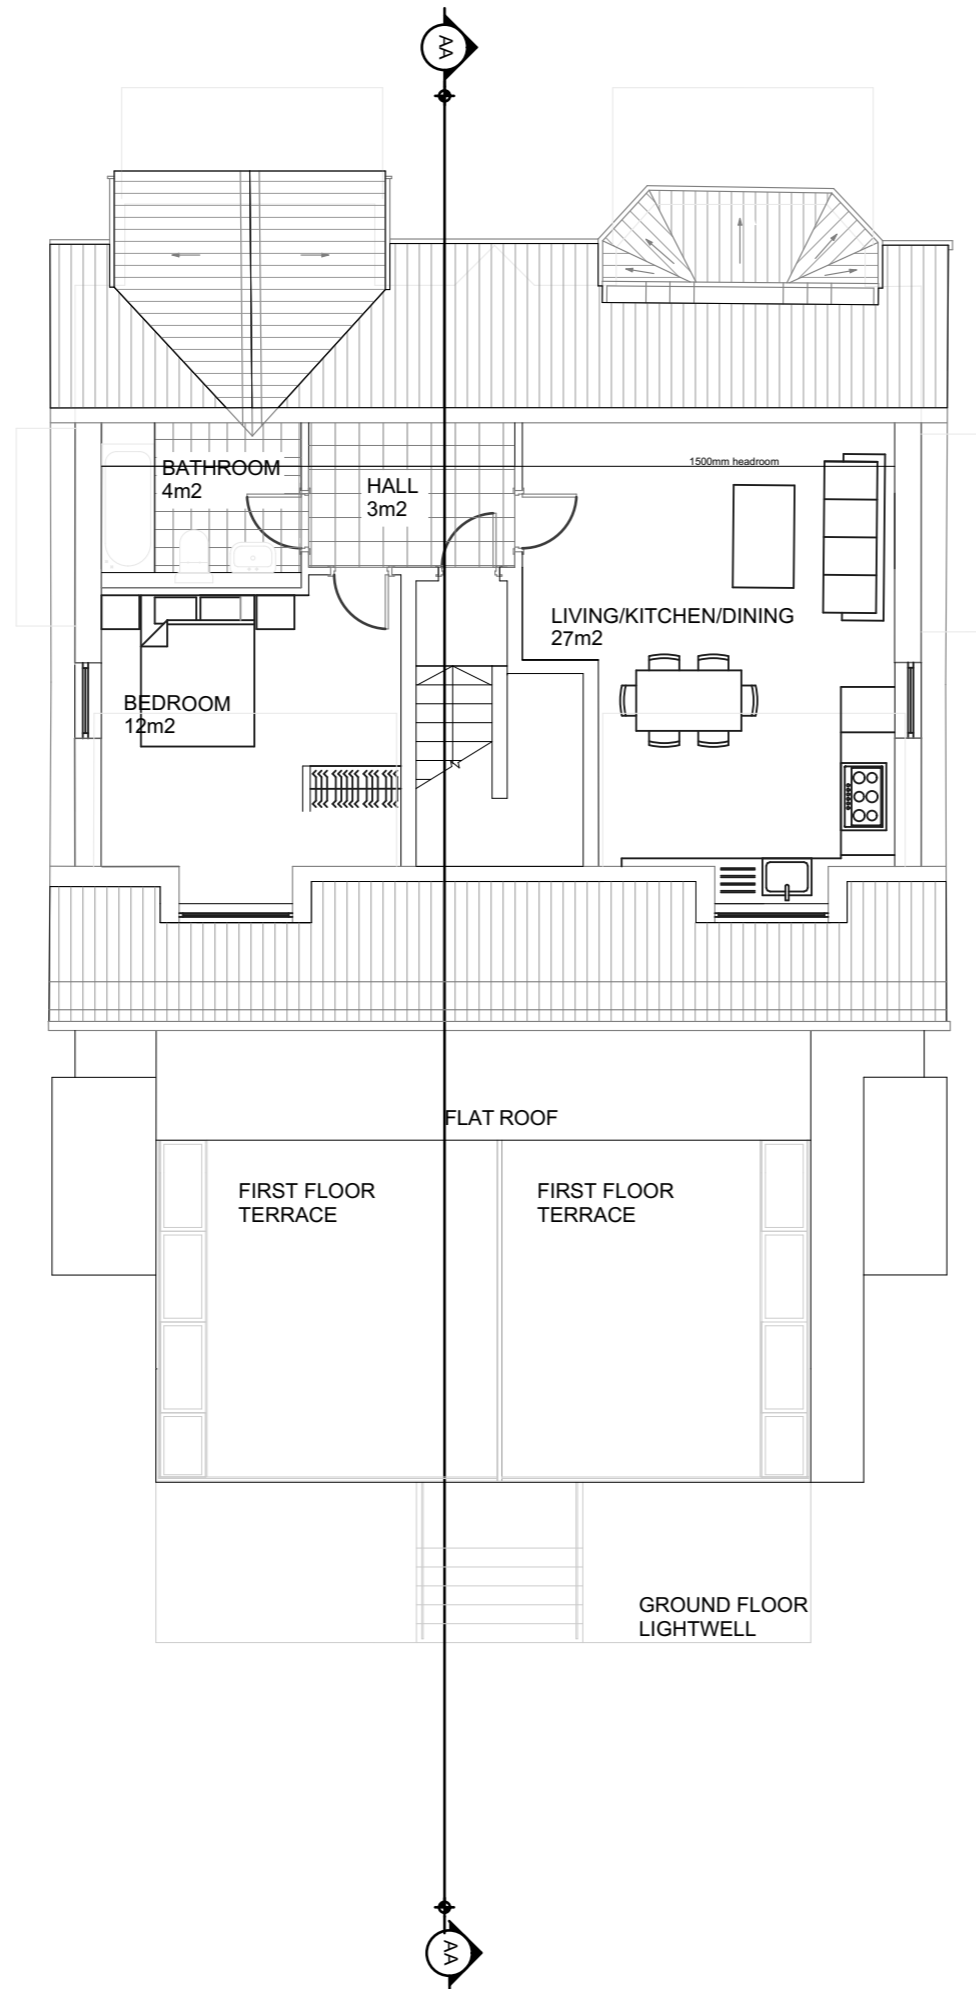 AA
BATHROOM
4m2
HALL
3m2
1500mm headroom
LIVING/KITCHEN/DINING
27m2
BEDROOM
12m2
FLAT ROOF
FIRST FLOOR
TERRACE
FIRST FLOOR
TERRACE
GROUND FLOOR
LIGHTWELL
AA